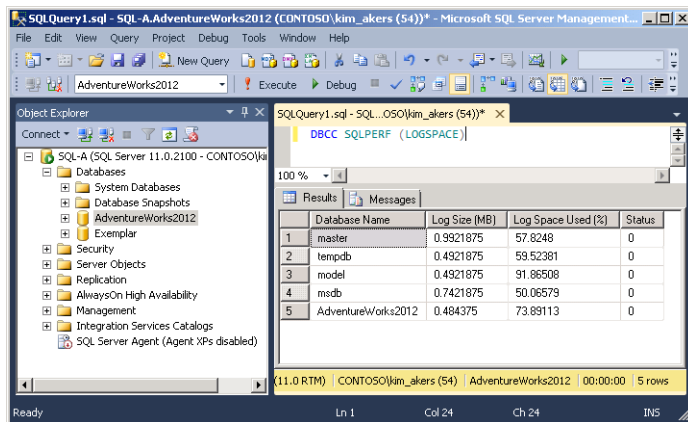 SQLQuery1.sql - SQL-A.AdventureWorks2012 (CONTOSO\kim_akers (54))* - Microsoft SQL Server Management...
File Edit View Query Project Debug Tools Window Help
New Query
AdventureWorks2012 Execute Debug
Object Explorer
Connect
SQL-A (SQL Server 11.0.2100 - CONTOSO\ki
Databases
System Databases
Database Snapshots
AdventureWorks2012
Exemplar
Security
Server Objects
Replication
AlwaysOn High Availability
Management
Integration Services Catalogs
SQL Server Agent (Agent XPs disabled)
SQLQuery1.sql - SQL...OSO\kim_akers (54))*
DBCC SQLPERF (LOGSPACE)
100 %
Results Messages
Database Name Log Size (MB) Log Space Used (%) Status
1 master 0.9921875 57.8248 0
2 tempdb 0.4921875 59.52381 0
3 model 0.4921875 91.86508 0
4 msdb 0.7421875 50.06579 0
5 AdventureWorks2012 0.484375 73.89113 0
(11.0 RTM) CONTOSO\kim_akers (54) AdventureWorks2012 00:00:00 5 rows
Ready Ln 1 Col 24 Ch 24 INS